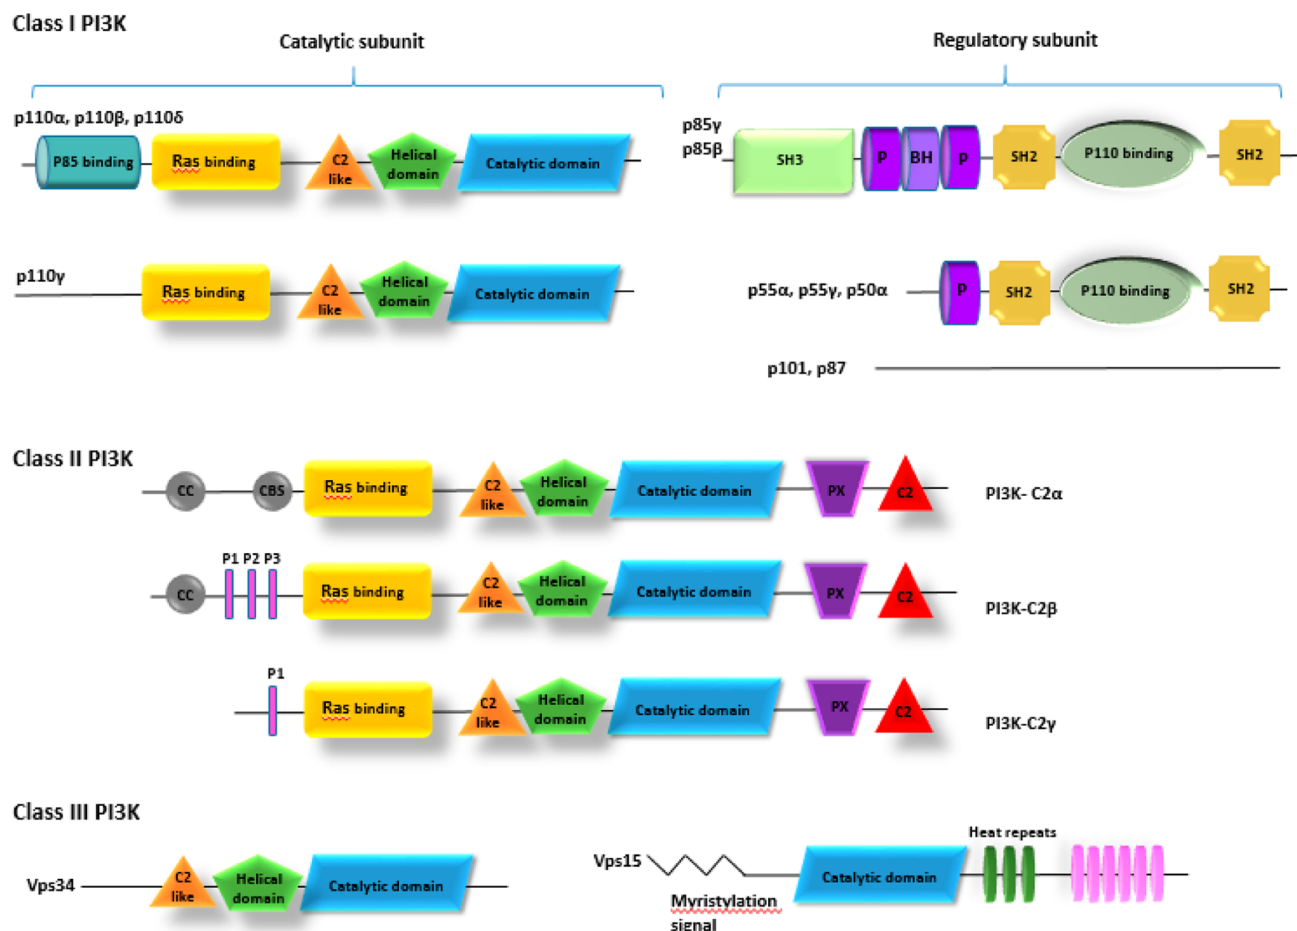 Class I PI3K
Catalytic subunit
Regulatory subunit
p110α, p110β, p110δ
P85 binding
Ras binding
C2
like
Helical
domain
Catalytic domain
p85γ
p85β
SH3
P
BH
P
SH2
P110 binding
SH2
p110γ
Ras binding
C2
like
Helical
domain
Catalytic domain
p55α, p55γ, p50α
P
SH2
P110 binding
SH2
p101, p87
Class II PI3K
CC
CBS
Ras binding
C2
like
Helical
domain
Catalytic domain
PX
C2
PI3K- C2α
P1 P2 P3
CC
Ras binding
C2
like
Helical
domain
Catalytic domain
PX
C2
PI3K-C2β
P1
Ras binding
C2
like
Helical
domain
Catalytic domain
PX
C2
PI3K-C2γ
Class III PI3K
Vps34
C2
like
Helical
domain
Catalytic domain
Vps15
Myristylation
signal
Catalytic domain
Heat repeats